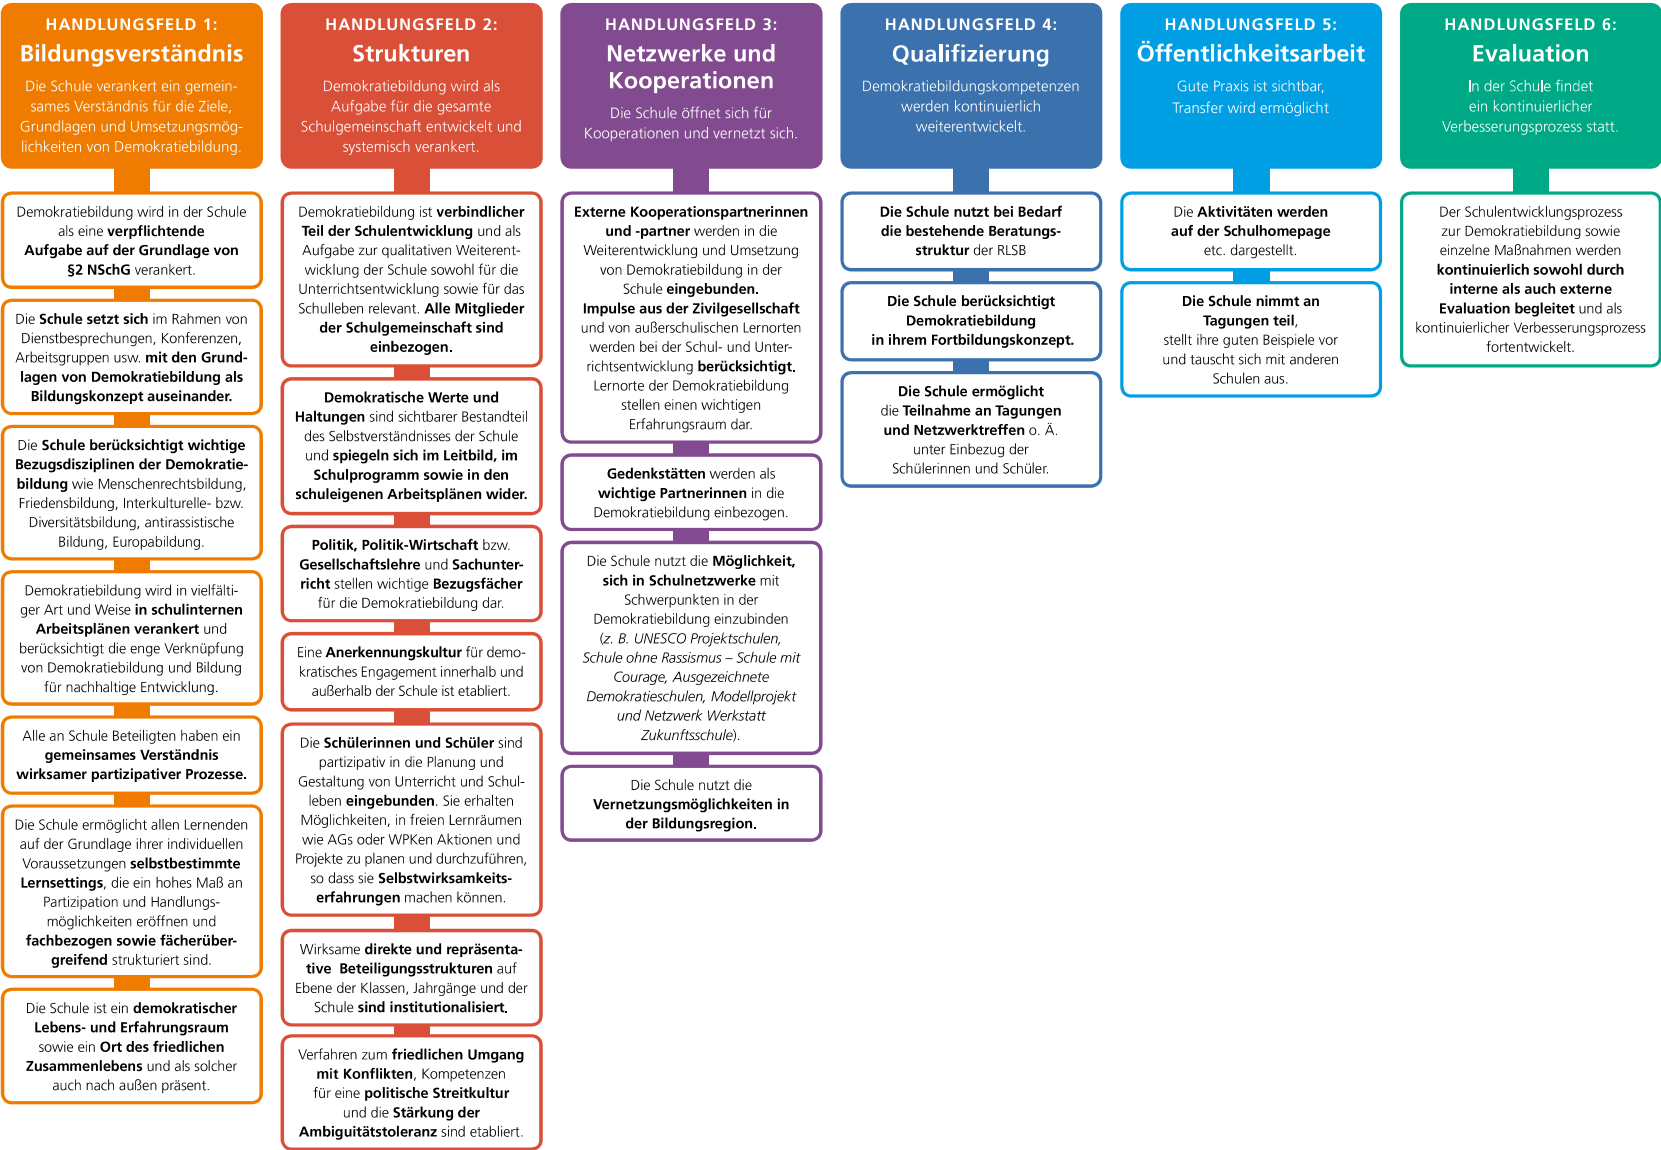 HANDLUNGSFELD 1:
Bildungsverständnis
Die Schule verankert ein gemein-
sames Verständnis für die Ziele,
Grundlagen und Umsetzungsmög-
lichkeiten von Demokratiebildung.
Demokratiebildung wird in der Schule
als eine verpflichtende
Aufgabe auf der Grundlage von
§2 NSchG verankert.
Die Schule setzt sich im Rahmen von
Dienstbesprechungen, Konferenzen,
Arbeitsgruppen usw. mit den Grund-
lagen von Demokratiebildung als
Bildungskonzept auseinander.
Die Schule berücksichtigt wichtige
Bezugsdisziplinen der Demokratie-
bildung wie Menschenrechtsbildung,
Friedensbildung, Interkulturelle- bzw.
Diversitätsbildung, antirassistische
Bildung, Europabildung.
Demokratiebildung wird in vielfälti-
ger Art und Weise in schulinternen
Arbeitsplänen verankert und
berücksichtigt die enge Verknüpfung
von Demokratiebildung und Bildung
für nachhaltige Entwicklung.
Alle an Schule Beteiligten haben ein
gemeinsames Verständnis
wirksamer partizipativer Prozesse.
Die Schule ermöglicht allen Lernenden
auf der Grundlage ihrer individuellen
Voraussetzungen selbstbestimmte
Lernsettings, die ein hohes Maß an
Partizipation und Handlungs-
möglichkeiten eröffnen und
fachbezogen sowie fächerüber-
greifend strukturiert sind.
Die Schule ist ein demokratischer
Lebens- und Erfahrungsraum
sowie ein Ort des friedlichen
Zusammenlebens und als solcher
auch nach außen präsent.
HANDLUNGSFELD 2:
Strukturen
Demokratiebildung wird als
Aufgabe für die gesamte
Schulgemeinschaft entwickelt und
systemisch verankert.
Demokratiebildung ist verbindlicher
Teil der Schulentwicklung und als
Aufgabe zur qualitativen Weiterent-
wicklung der Schule sowohl für die
Unterrichtsentwicklung sowie für das
Schulleben relevant. Alle Mitglieder
der Schulgemeinschaft sind
einbezogen.
Demokratische Werte und
Haltungen sind sichtbarer Bestandteil
des Selbstverständnisses der Schule
und spiegeln sich im Leitbild, im
Schulprogramm sowie in den
schuleigenen Arbeitsplänen wider.
Politik, Politik-Wirtschaft bzw.
Gesellschaftslehre und Sachunter-
richt stellen wichtige Bezugsfächer
für die Demokratiebildung dar.
Eine Anerkennungskultur für demo-
kratisches Engagement innerhalb und
außerhalb der Schule ist etabliert.
Die Schülerinnen und Schüler sind
partizipativ in die Planung und
Gestaltung von Unterricht und Schul-
leben eingebunden. Sie erhalten
Möglichkeiten, in freien Lernräumen
wie AGs oder WPKen Aktionen und
Projekte zu planen und durchzuführen,
so dass sie Selbstwirksamkeits-
erfahrungen machen können.
Wirksame direkte und repräsenta-
tive Beteiligungsstrukturen auf
Ebene der Klassen, Jahrgänge und der
Schule sind institutionalisiert.
Verfahren zum friedlichen Umgang
mit Konflikten, Kompetenzen
für eine politische Streitkultur
und die Stärkung der
Ambiguitätstoleranz sind etabliert.
HANDLUNGSFELD 3:
Netzwerke und
Kooperationen
Die Schule öffnet sich für
Kooperationen und vernetzt sich.
Externe Kooperationspartnerinnen
und -partner werden in die
Weiterentwicklung und Umsetzung
von Demokratiebildung in der
Schule eingebunden.
Impulse aus der Zivilgesellschaft
und von außerschulischen Lernorten
werden bei der Schul- und Unter-
richtsentwicklung berücksichtigt.
Lernorte der Demokratiebildung
stellen einen wichtigen
Erfahrungsraum dar.
Gedenkstätten werden als
wichtige Partnerinnen in die
Demokratiebildung einbezogen.
Die Schule nutzt die Möglichkeit,
sich in Schulnetzwerke mit
Schwerpunkten in der
Demokratiebildung einzubinden
(z. B. UNESCO Projektschulen,
Schule ohne Rassismus – Schule mit
Courage, Ausgezeichnete
Demokratieschulen, Modellprojekt
und Netzwerk Werkstatt
Zukunftsschule).
Die Schule nutzt die
Vernetzungsmöglichkeiten in
der Bildungsregion.
HANDLUNGSFELD 4:
Qualifizierung
Demokratiebildungskompetenzen
werden kontinuierlich
weiterentwickelt.
Die Schule nutzt bei Bedarf
die bestehende Beratungs-
struktur der RLSB
Die Schule berücksichtigt
Demokratiebildung
in ihrem Fortbildungskonzept.
Die Schule ermöglicht
die Teilnahme an Tagungen
und Netzwerktreffen o. Ä.
unter Einbezug der
Schülerinnen und Schüler.
HANDLUNGSFELD 5:
Öffentlichkeitsarbeit
Gute Praxis ist sichtbar,
Transfer wird ermöglicht
Die Aktivitäten werden
auf der Schulhomepage
etc. dargestellt.
Die Schule nimmt an
Tagungen teil,
stellt ihre guten Beispiele vor
und tauscht sich mit anderen
Schulen aus.
HANDLUNGSFELD 6:
Evaluation
In der Schule findet
ein kontinuierlicher
Verbesserungsprozess statt.
Der Schulentwicklungsprozess
zur Demokratiebildung sowie
einzelne Maßnahmen werden
kontinuierlich sowohl durch
interne als auch externe
Evaluation begleitet und als
kontinuierlicher Verbesserungsprozess
fortentwickelt.